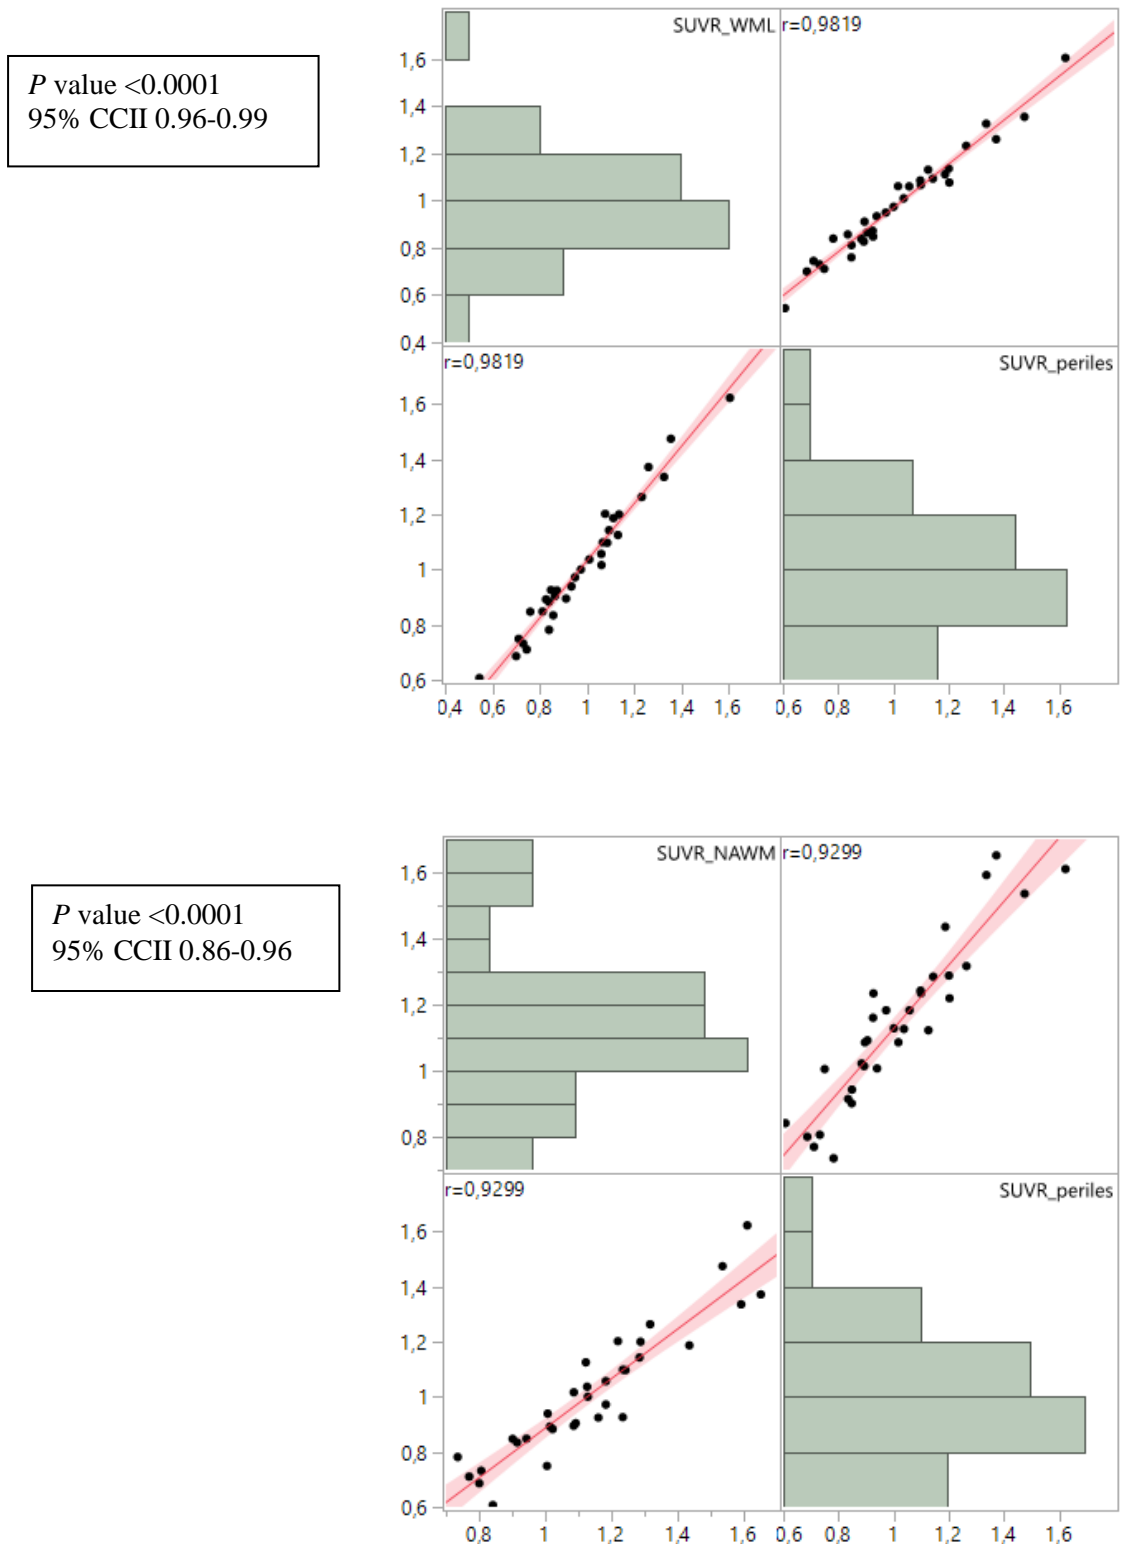 P value <0.0001
95% CCII 0.96-0.99
SUVR_WML
r=0,9819
1,6
1,4
1,2
1
0,8
0,6
0,4
r=0,9819
SUVR_periles
1,6
1,4
1,2
1
0,8
0,6
0,4 0,6 0,8 1 1,2 1,4 1,6 0,6 0,8 1 1,2 1,4 1,6
P value <0.0001
95% CCII 0.86-0.96
SUVR_NAWM
r=0,9299
1,6
1,4
1,2
1
0,8
r=0,9299
SUVR_periles
1,6
1,4
1,2
1
0,8
0,6
0,8 1 1,2 1,4 1,6 0,6 0,8 1 1,2 1,4 1,6